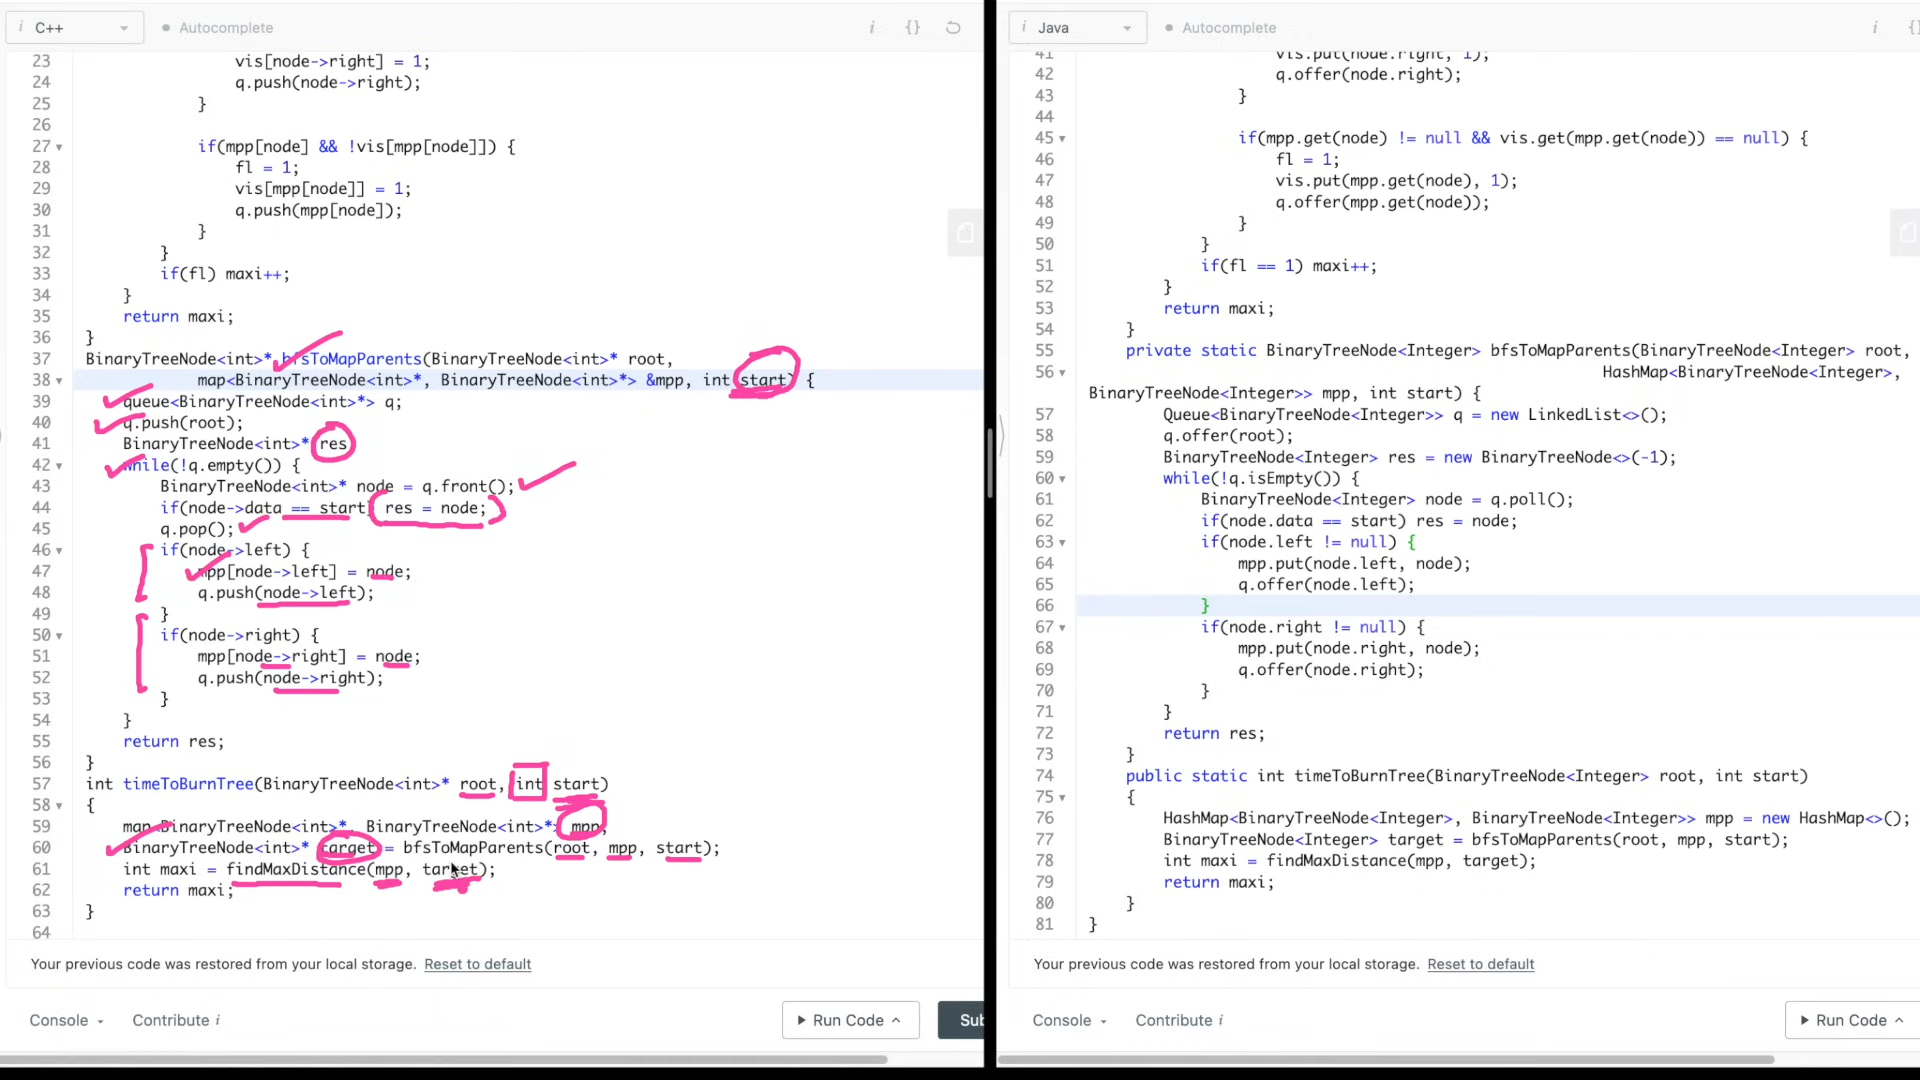 i C++ Autocomplete i {}
23 vis[node->right] = 1;
24 q.push(node->right);
25 }
26
27 if(mpp[node] && !vis[mpp[node]]) {
28 fl = 1;
29 vis[mpp[node]] = 1;
30 q.push(mpp[node]);
31 }
32 }
33 if(fl) maxi++;
34 }
35 return maxi;
36 }
37 BinaryTreeNode<int>* bfsToMapParents(BinaryTreeNode<int>* root,
38 map<BinaryTreeNode<int>*, BinaryTreeNode<int>*> &mpp, int start) {
39 queue<BinaryTreeNode<int>*> q;
40 q.push(root);
41 BinaryTreeNode<int>* res
42 while(!q.empty()) {
43 BinaryTreeNode<int>* node = q.front();
44 if(node->data == start) res = node;
45 q.pop();
46 if(node->left) {
47 mpp[node->left] = node;
48 q.push(node->left);
49 }
50 if(node->right) {
51 mpp[node->right] = node;
52 q.push(node->right);
53 }
54 }
55 return res;
56 }
57 int timeToBurnTree(BinaryTreeNode<int>* root, int start)
58 {
59 map<BinaryTreeNode<int>*, BinaryTreeNode<int>*> mpp;
60 BinaryTreeNode<int>* target = bfsToMapParents(root, mpp, start);
61 int maxi = findMaxDistance(mpp, target);
62 return maxi;
63 }
64
Your previous code was restored from your local storage. Reset to default
Console Contribute i Run Code Sub
i Java Autocomplete i {}
41 vis.put(node.right, 1);
42 q.offer(node.right);
43 }
44
45 if(mpp.get(node) != null && vis.get(mpp.get(node)) == null) {
46 fl = 1;
47 vis.put(mpp.get(node), 1);
48 q.offer(mpp.get(node));
49 }
50 }
51 if(fl == 1) maxi++;
52 }
53 return maxi;
54 }
55 private static BinaryTreeNode<Integer> bfsToMapParents(BinaryTreeNode<Integer> root,
56 HashMap<BinaryTreeNode<Integer>,
BinaryTreeNode<Integer>> mpp, int start) {
57 Queue<BinaryTreeNode<Integer>> q = new LinkedList<>();
58 q.offer(root);
59 BinaryTreeNode<Integer> res = new BinaryTreeNode<>(-1);
60 while(!q.isEmpty()) {
61 BinaryTreeNode<Integer> node = q.poll();
62 if(node.data == start) res = node;
63 if(node.left != null) {
64 mpp.put(node.left, node);
65 q.offer(node.left);
66 }
67 if(node.right != null) {
68 mpp.put(node.right, node);
69 q.offer(node.right);
70 }
71 }
72 return res;
73 }
74 public static int timeToBurnTree(BinaryTreeNode<Integer> root, int start)
75 {
76 HashMap<BinaryTreeNode<Integer>, BinaryTreeNode<Integer>> mpp = new HashMap<>();
77 BinaryTreeNode<Integer> target = bfsToMapParents(root, mpp, start);
78 int maxi = findMaxDistance(mpp, target);
79 return maxi;
80 }
81 }
Your previous code was restored from your local storage. Reset to default
Console Contribute i Run Code